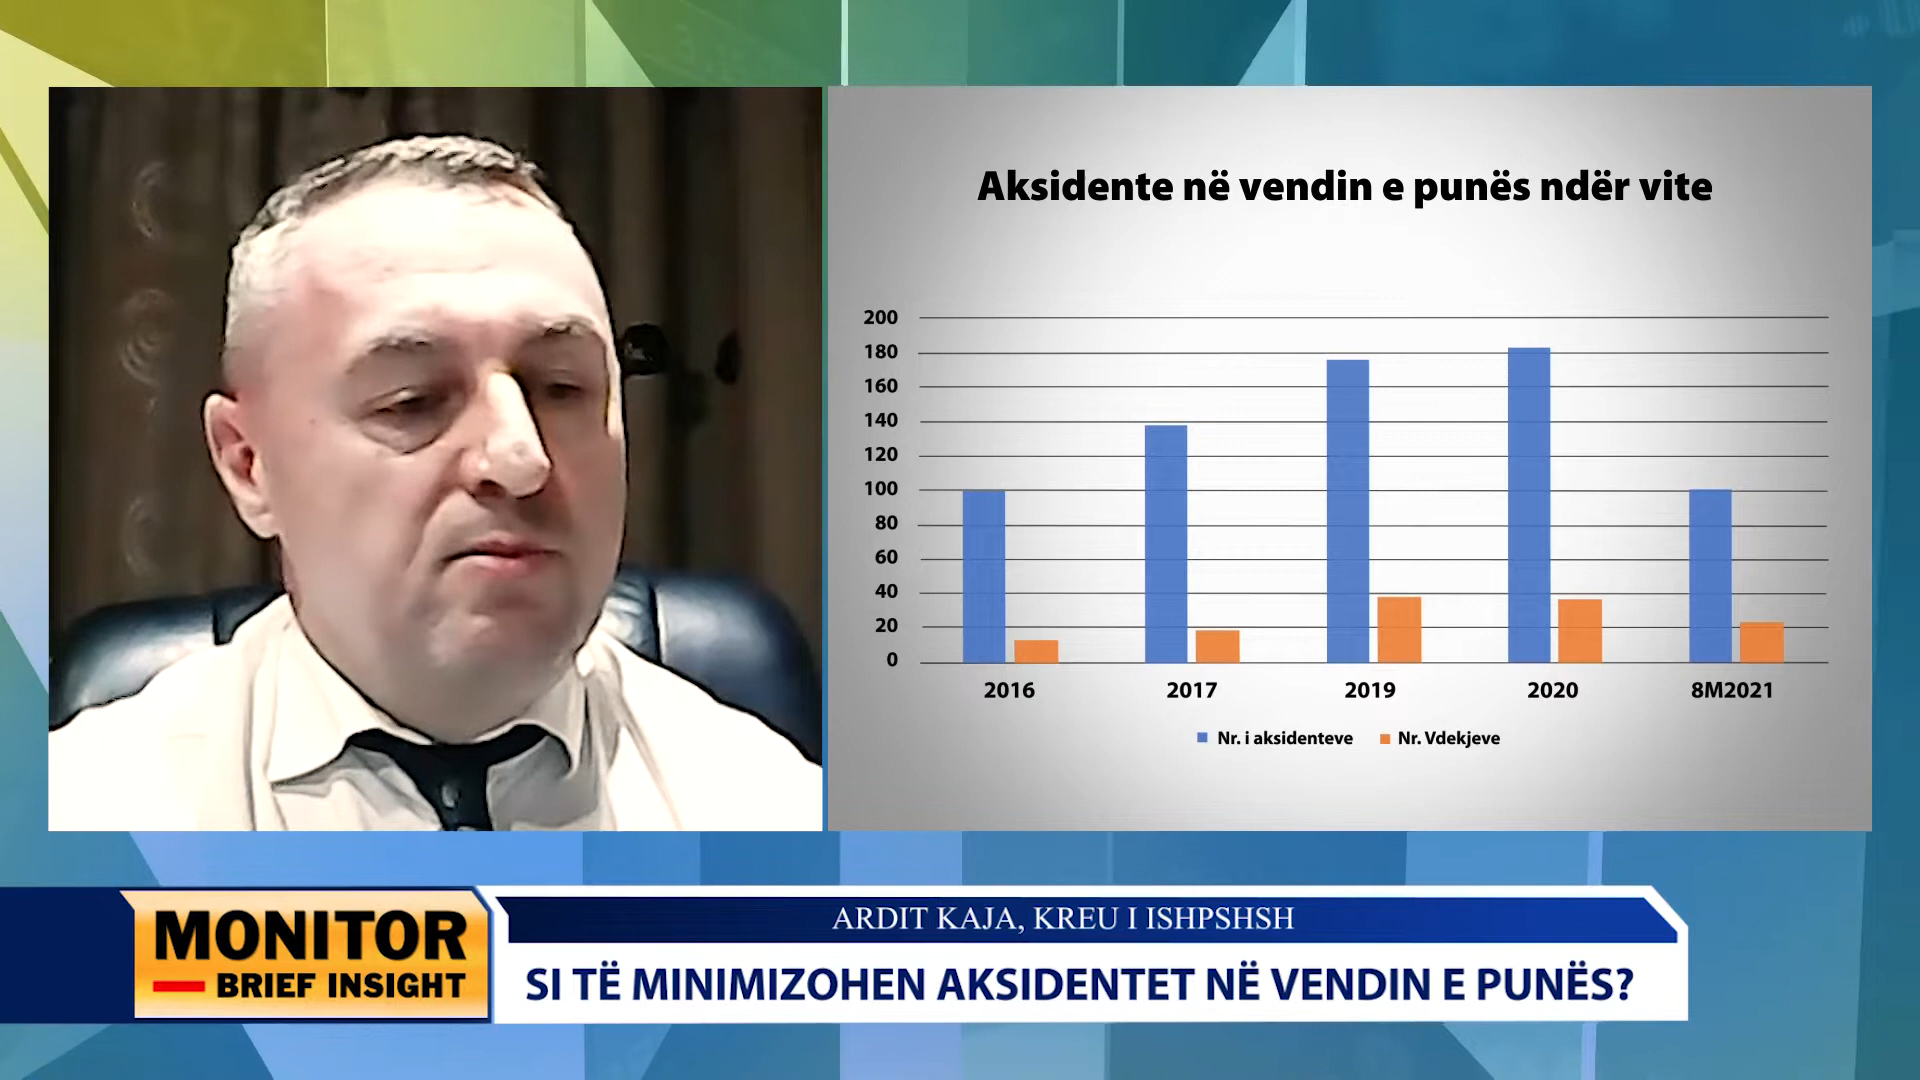 Aksidente në vendin e punës ndër vite
200
180
160
140
120
100
80
60
40
20
0
2016 2017 2019 2020 8M2021
Nr. i aksidenteve Nr. Vdekjeve
MONITOR
BRIEF INSIGHT
ARDIT KAJA, KREU I ISHPSHSH
SI TË MINIMIZOHEN AKSIDENTET NË VENDIN E PUNËS?